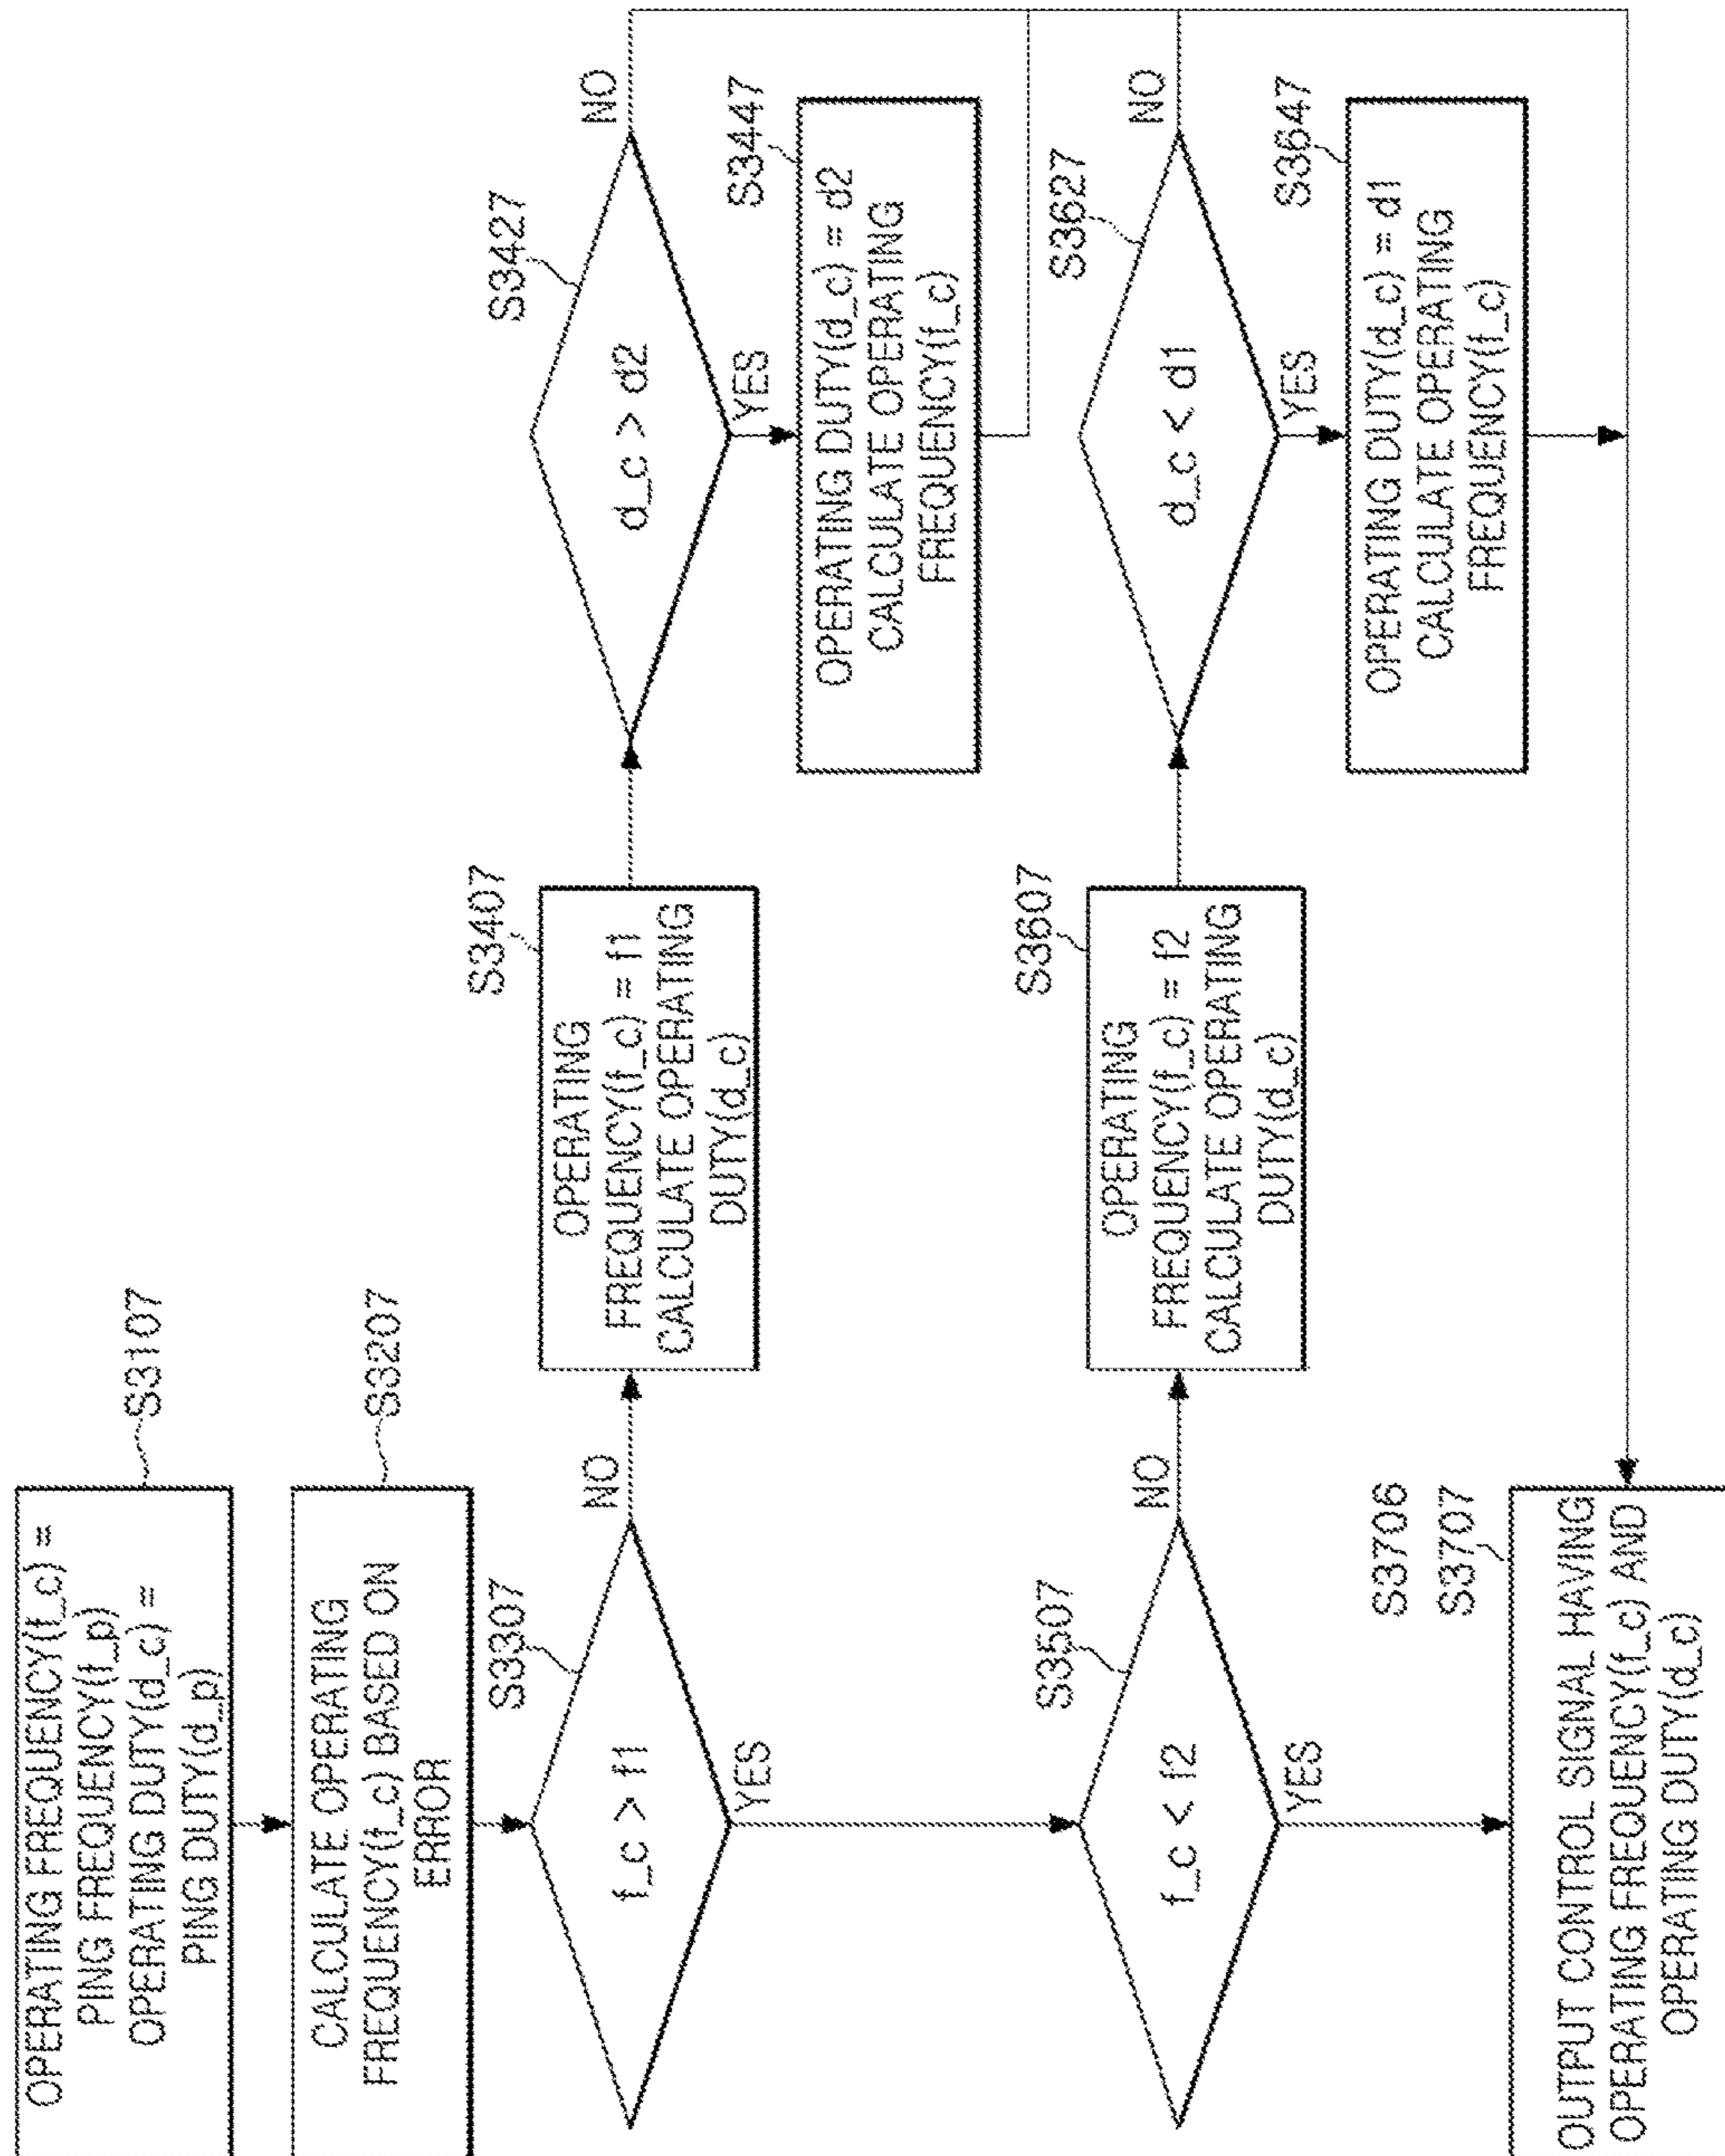 OPERATING FREQUENCY(f_c) =
PING FREQUENCY(f_p)
OPERATING DUTY(d_c) =
PING DUTY(d_p)
S3107
CALCULATE OPERATING
FREQUENCY(f_c) BASED ON
ERROR
S3207
S3307
f_c > f1
NO
YES
S3407
OPERATING
FREQUENCY(f_c) = f1
CALCULATE OPERATING
DUTY(d_c)
S3427
d_c > d2
NO
YES
S3447
OPERATING DUTY(d_c) = d2
CALCULATE OPERATING
FREQUENCY(f_c)
S3507
f_c < f2
NO
YES
S3607
OPERATING
FREQUENCY(f_c) = f2
CALCULATE OPERATING
DUTY(d_c)
S3627
d_c < d1
NO
YES
S3647
OPERATING DUTY(d_c) = d1
CALCULATE OPERATING
FREQUENCY(f_c)
S3706
S3707
OUTPUT CONTROL SIGNAL HAVING
OPERATING FREQUENCY(f_c) AND
OPERATING DUTY(d_c)